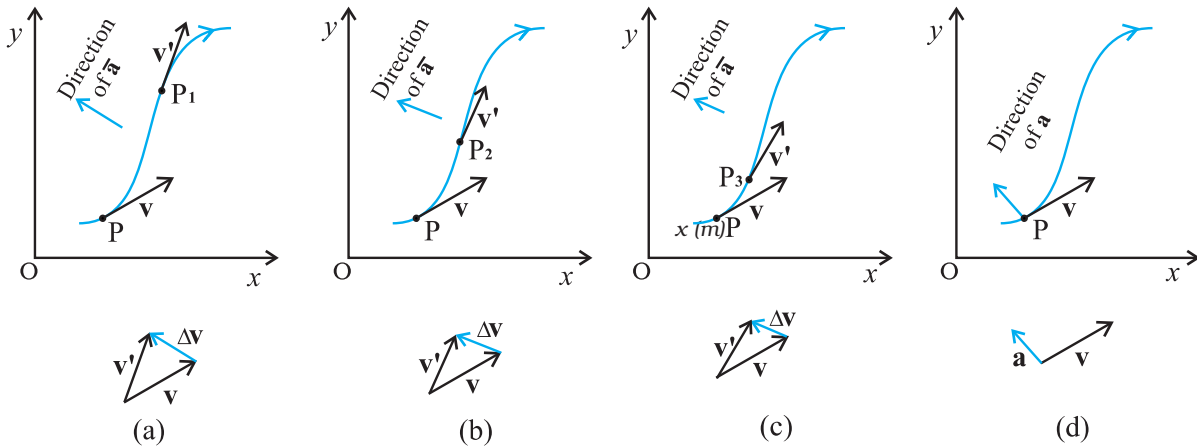 y
Direction
of a̅
v'
P₁
v
P
O
x
Δv
v'
v
(a)
y
Direction
of a̅
v'
P₂
v
P
O
x
Δv
v'
v
(b)
y
Direction
of a̅
v'
P₃
v
x (m)P
O
x
Δv
v'
v
(c)
y
Direction
of a
v
P
O
x
a
v
(d)